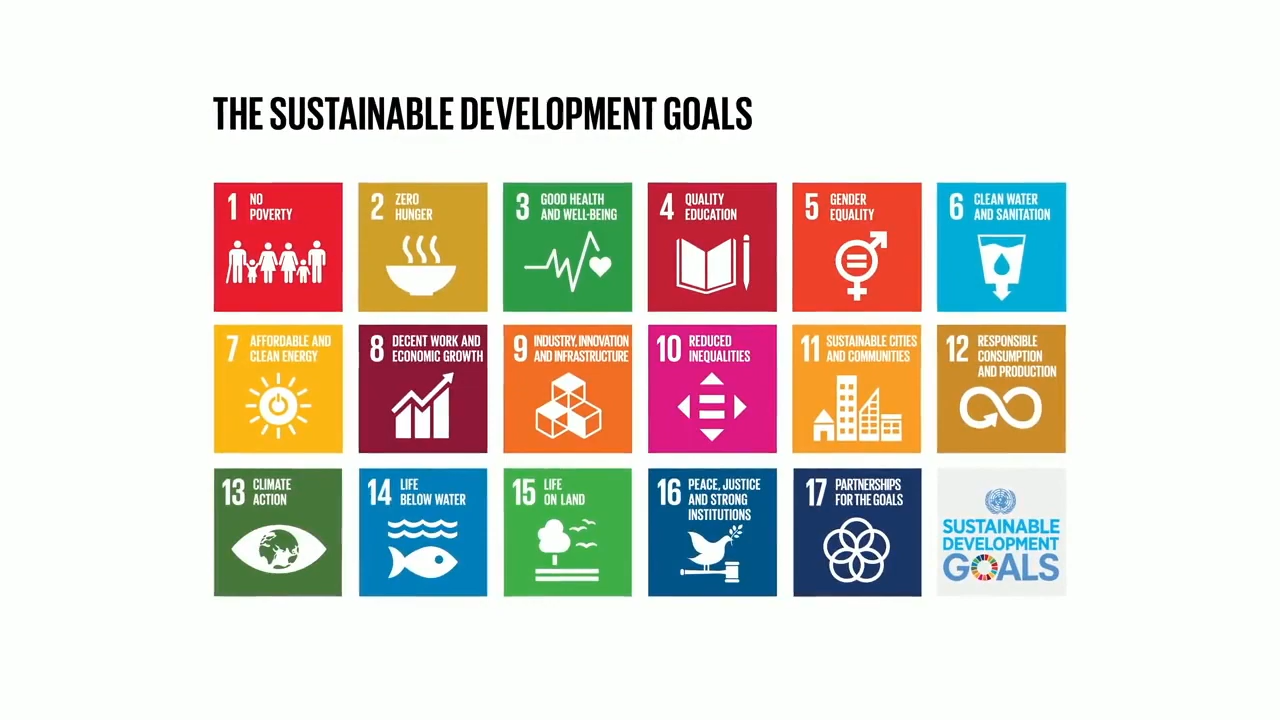 THE SUSTAINABLE DEVELOPMENT GOALS
1 NO
POVERTY
2 ZERO
HUNGER
3 GOOD HEALTH
AND WELL-BEING
4 QUALITY
EDUCATION
5 GENDER
EQUALITY
6 CLEAN WATER
AND SANITATION
7 AFFORDABLE AND
CLEAN ENERGY
8 DECENT WORK AND
ECONOMIC GROWTH
9 INDUSTRY, INNOVATION
AND INFRASTRUCTURE
10 REDUCED
INEQUALITIES
11 SUSTAINABLE CITIES
AND COMMUNITIES
12 RESPONSIBLE
CONSUMPTION
AND PRODUCTION
13 CLIMATE
ACTION
14 LIFE
BELOW WATER
15 LIFE
ON LAND
16 PEACE, JUSTICE
AND STRONG
INSTITUTIONS
17 PARTNERSHIPS
FOR THE GOALS
SUSTAINABLE
DEVELOPMENT
GOALS